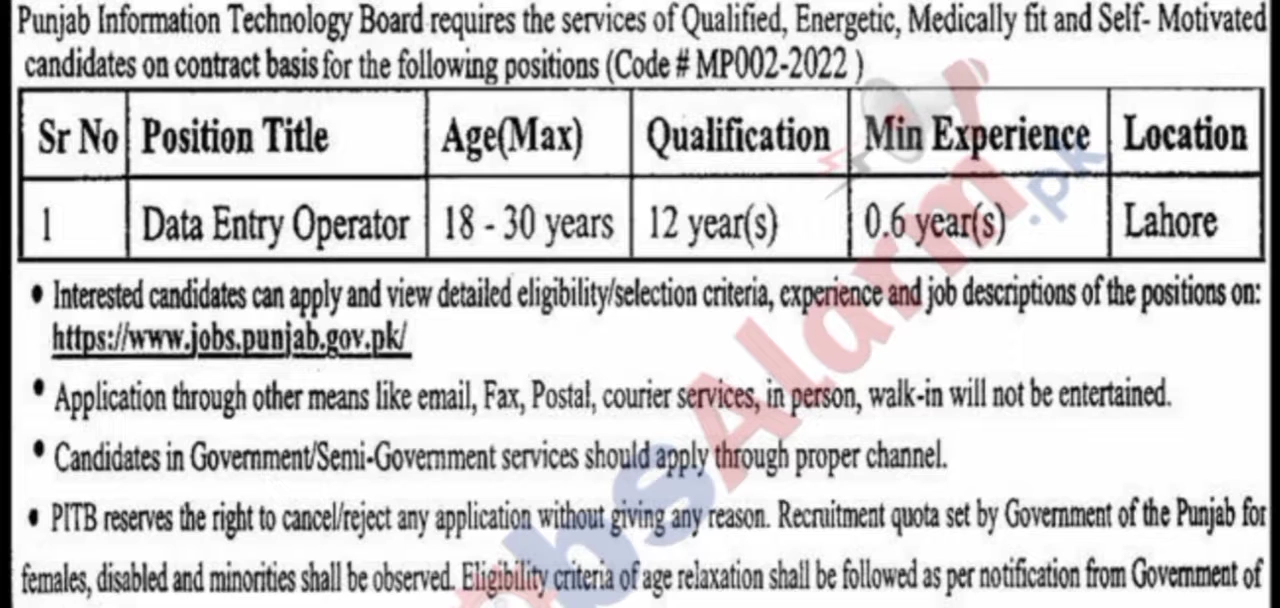 Punjab Information Technology Board requires the services of Qualified, Energetic, Medically fit and Self- Motivated
candidates on contract basis for the following positions (Code # MP002-2022 )
Sr No Position Title Age(Max) Qualification Min Experience Location
1 Data Entry Operator 18 - 30 years 12 year(s) 0.6 year(s) Lahore
• Interested candidates can apply and view detailed eligibility/selection criteria, experience and job descriptions of the positions on:
https://www.jobs.punjab.gov.pk/
• Application through other means like email, Fax, Postal, courier services, in person, walk-in will not be entertained.
• Candidates in Government/Semi-Government services should apply through proper channel.
• PITB reserves the right to cancel/reject any application without giving any reason. Recruitment quota set by Government of the Punjab for
females, disabled and minorities shall be observed. Eligibility criteria of age relaxation shall be followed as per notification from Government of
obsAlarm.pk